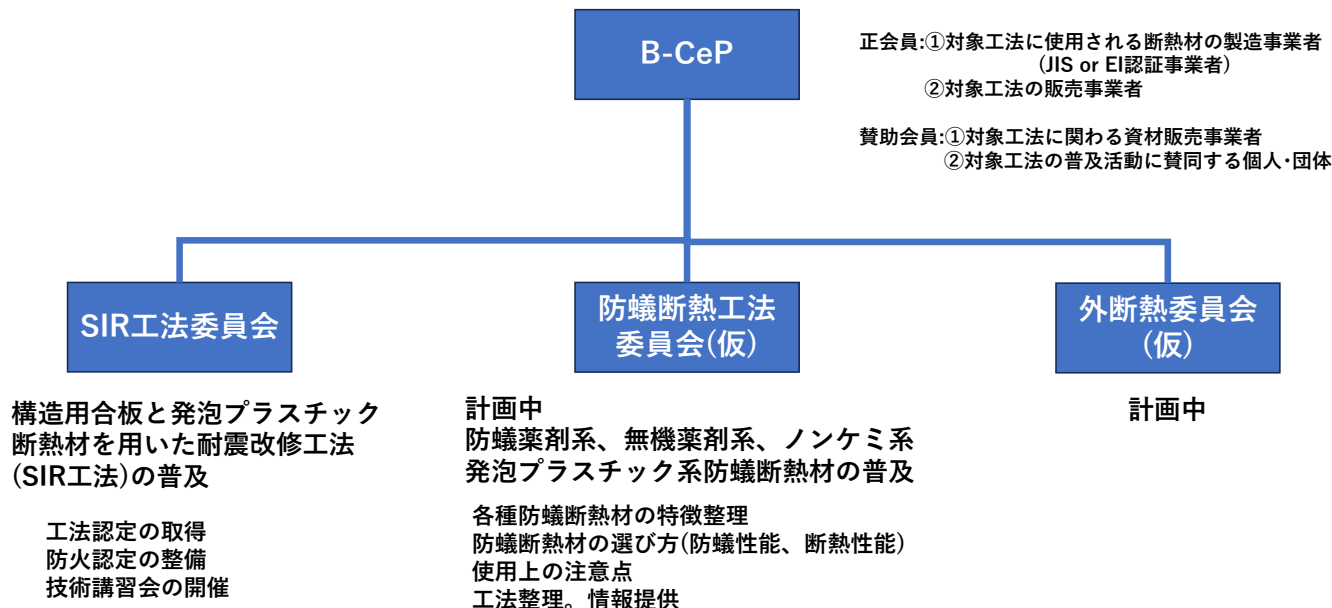 B-CeP
正会員:①対象工法に使用される断熱材の製造事業者
(JIS or EI認証事業者)
②対象工法の販売事業者
賛助会員:①対象工法に関わる資材販売事業者
②対象工法の普及活動に賛同する個人・団体
SIR工法委員会
構造用合板と発泡プラスチック
断熱材を用いた耐震改修工法
(SIR工法)の普及
工法認定の取得
防火認定の整備
技術講習会の開催
防蟻断熱工法
委員会(仮)
計画中
防蟻薬剤系、無機薬剤系、ノンケミ系
発泡プラスチック系防蟻断熱材の普及
各種防蟻断熱材の特徴整理
防蟻断熱材の選び方(防蟻性能、断熱性能)
使用上の注意点
工法整理。情報提供
外断熱委員会
(仮)
計画中